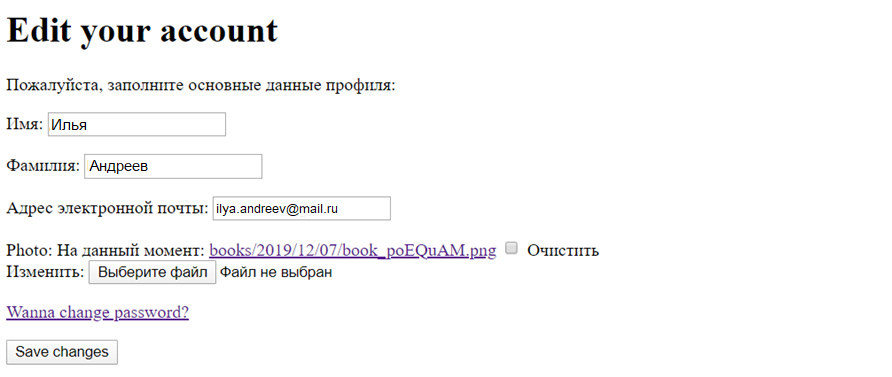 Edit your account
Пожалуйста, заполните основные данные профиля:
Имя: Илья
Фамилия: Андреев
Адрес электронной почты: ilya.andreev@mail.ru
Photo: На данный момент: books/2019/12/07/book_poEQuAM.png Очистить
Изменить: Выберите файл Файл не выбран
Wanna change password?
Save changes